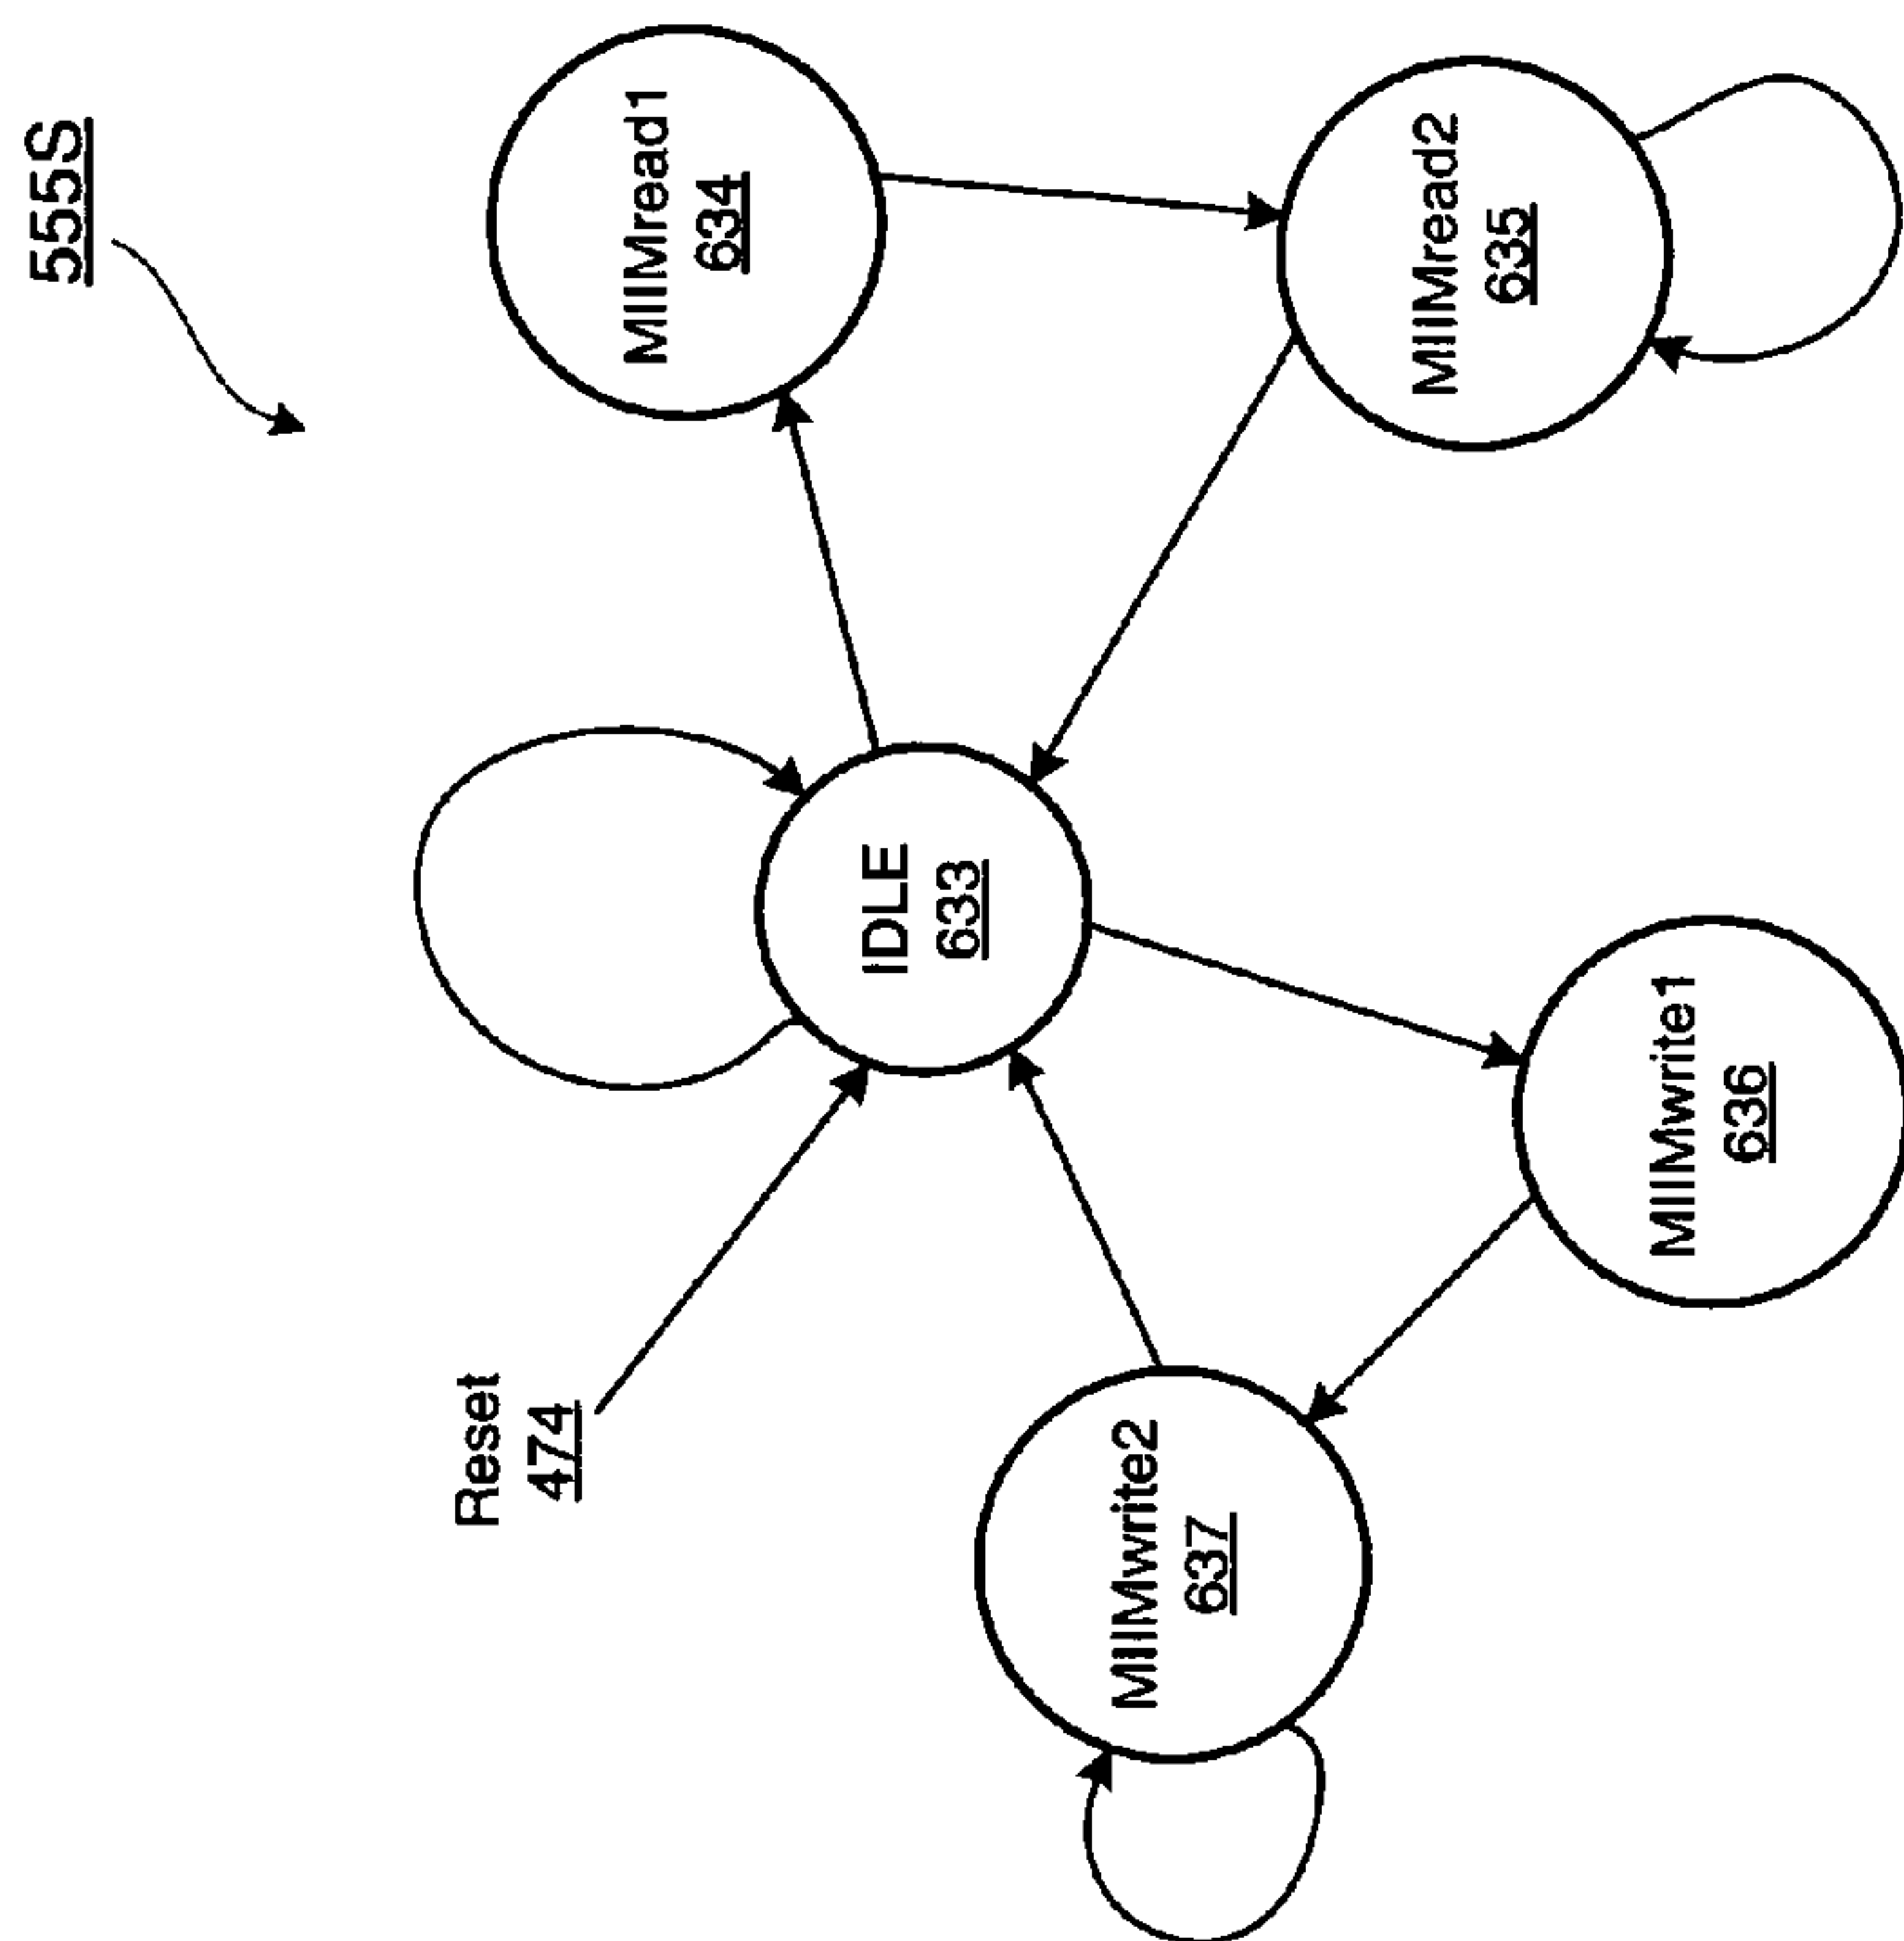 555S
Reset
474
IDLE
633
MIIMread1
634
MIIMread2
635
MIIMwrite1
636
MIIMwrite2
637